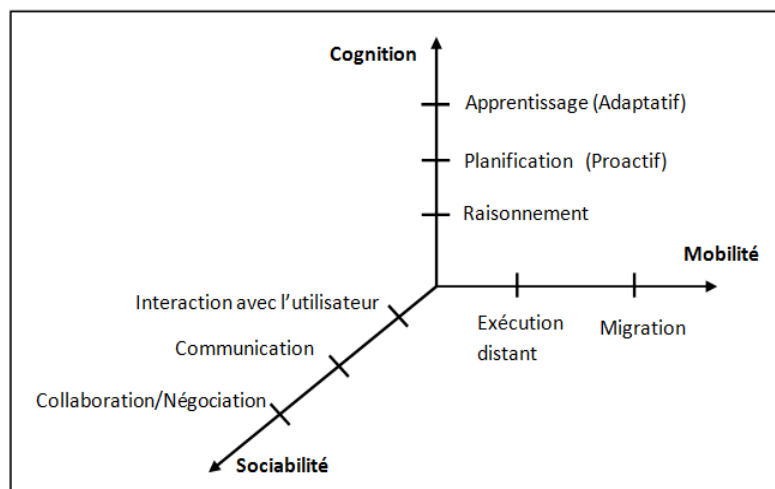 Cognition
Apprentissage (Adaptatif)
Planification (Proactif)
Raisonnement
Mobilité
Interaction avec l'utilisateur
Exécution
distant
Migration
Communication
Collaboration/Négociation
Sociabilité